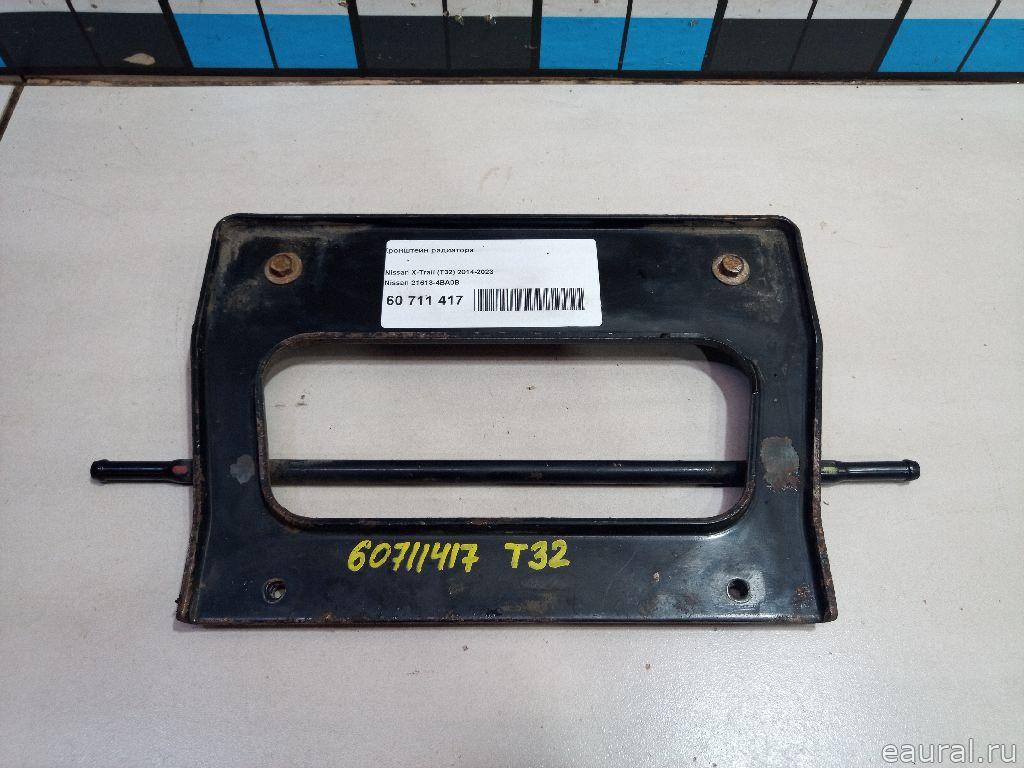 Кронштейн радиатора
Nissan X-Trail (T32) 2014-2023
Nissan 21613-4BA0B
60 711 417
60711417 T32
eaural.ru